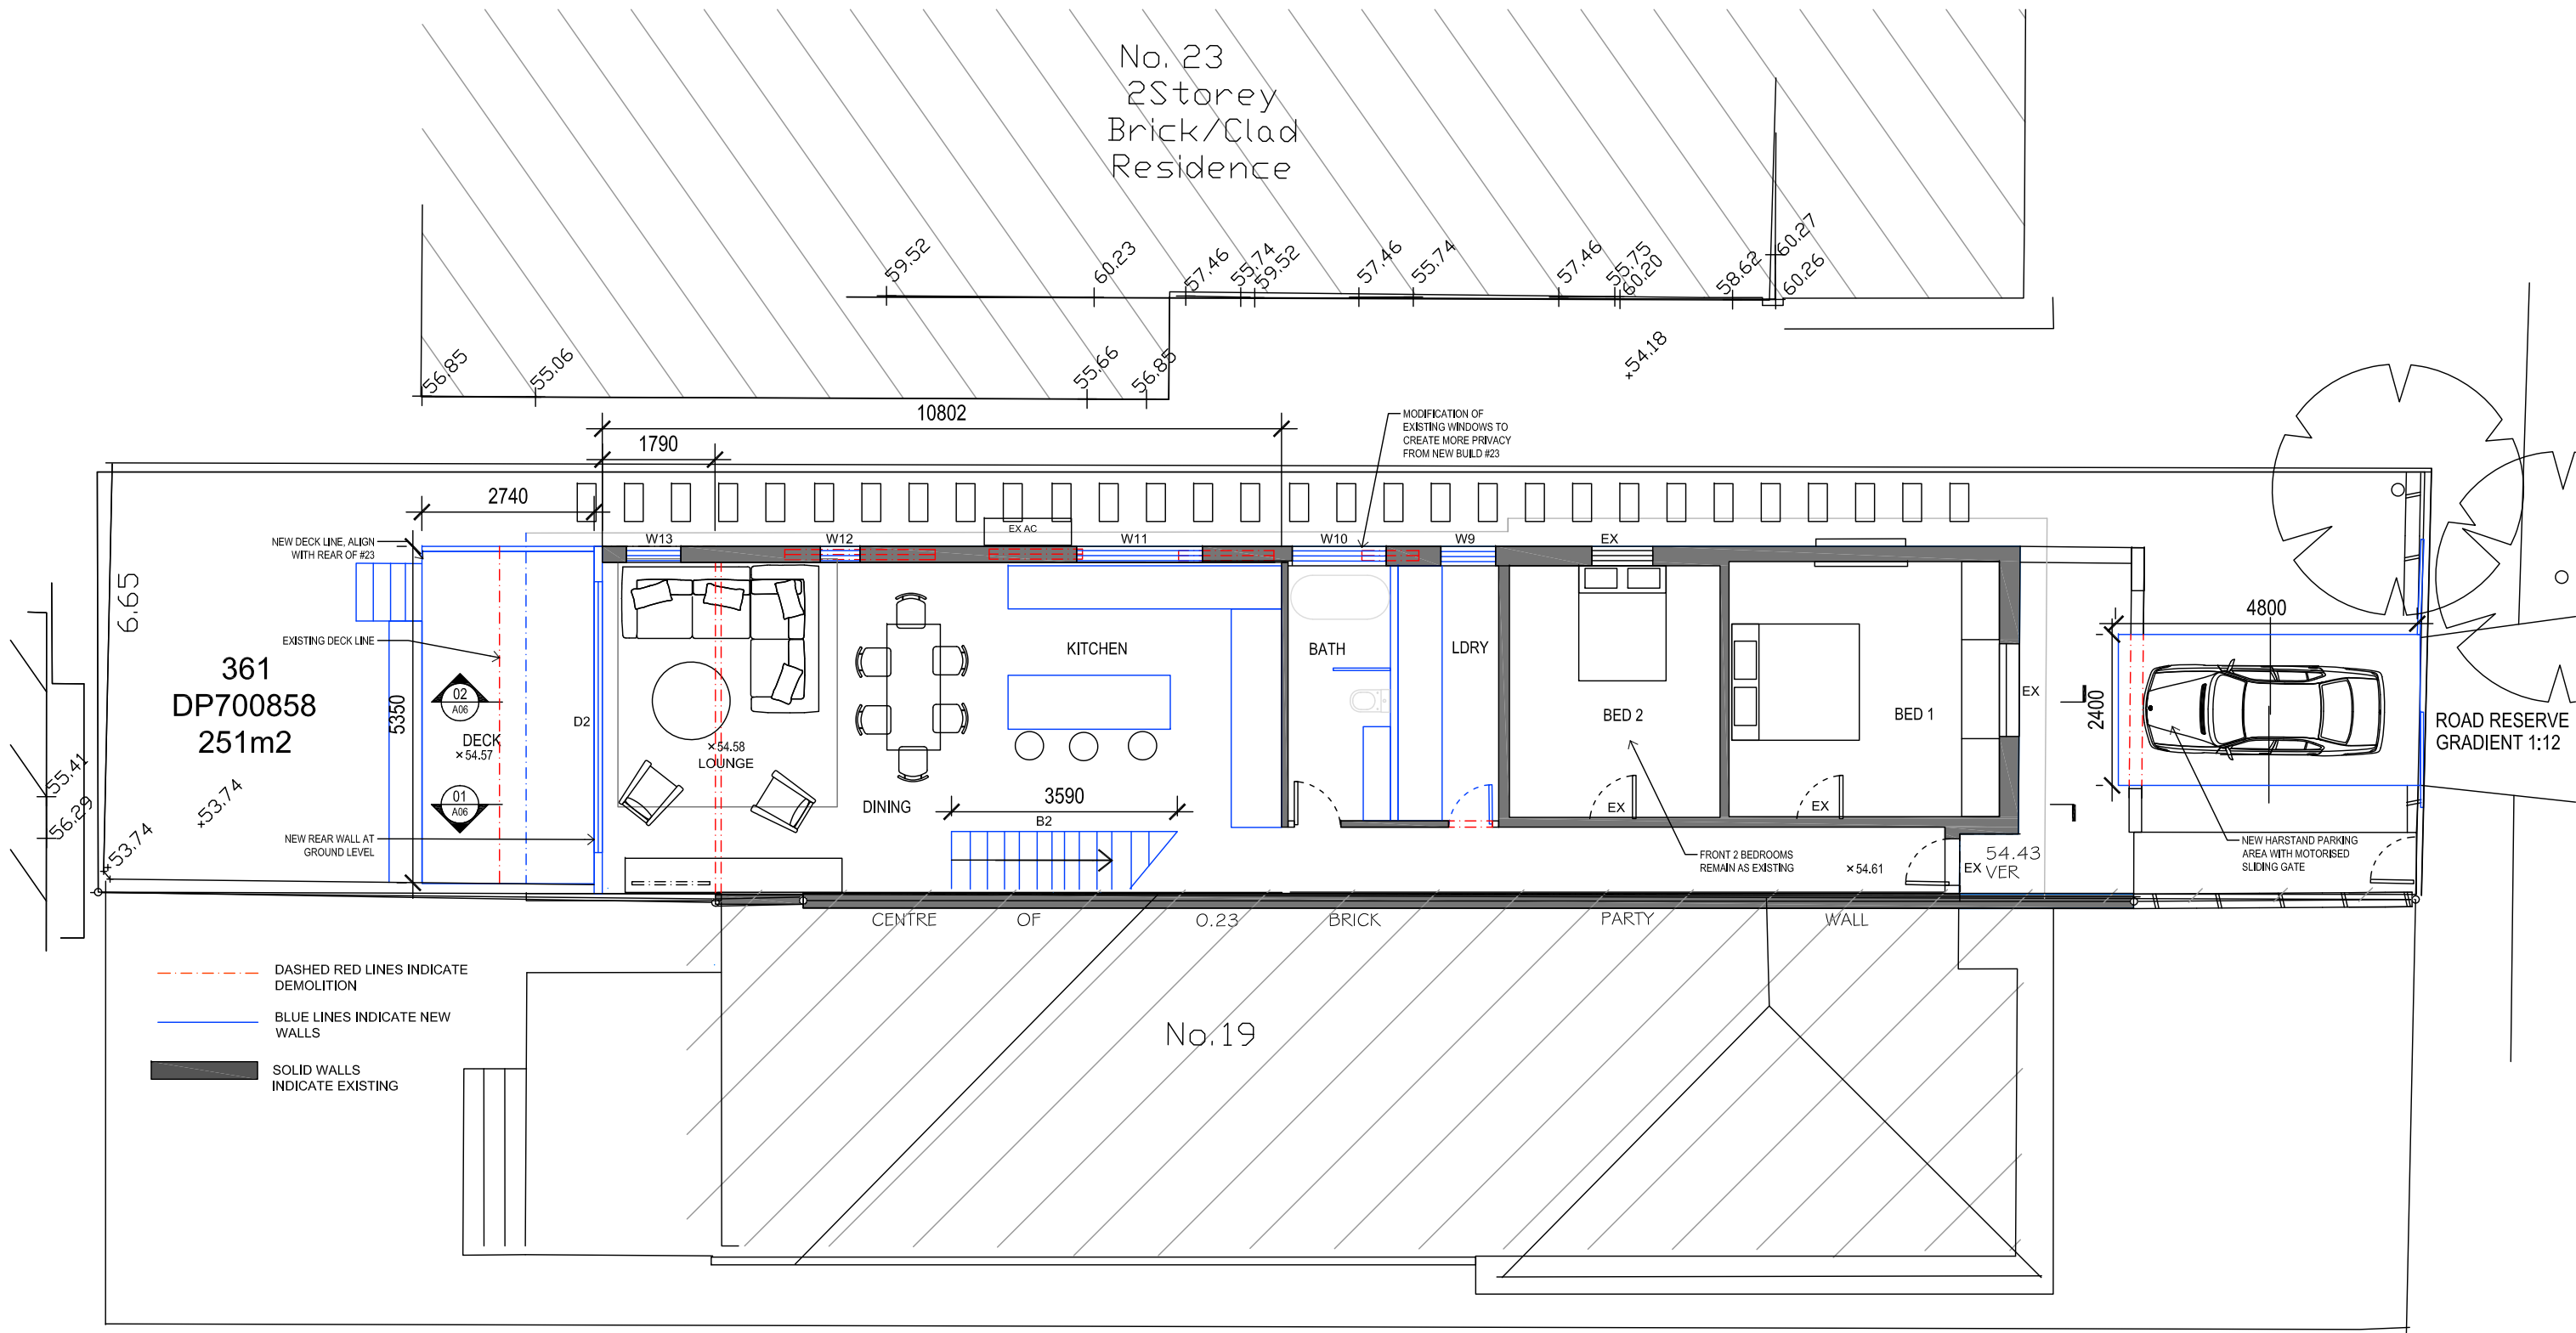 No. 23
2Storey
Brick/Clad
Residence
59.52
60.23
57.46
55.74
59.52
57.46
55.74
57.46
55.75
60.20
58.62
60.27
60.26
54.18
56.85
55.06
55.66
56.85
10802
1790
2740
MODIFICATION OF
EXISTING WINDOWS TO
CREATE MORE PRIVACY
FROM NEW BUILD #23
EX AC
W13
W12
W11
W10
W9
EX
NEW DECK LINE, ALIGN
WITH REAR OF #23
6.65
EXISTING DECK LINE
361
DP700858
251m2
5350
02
A06
DECK
54.57
01
A06
D2
NEW REAR WALL AT
GROUND LEVEL
55.41
56.29
53.74
53.74
54.58
LOUNGE
DINING
KITCHEN
3590
B2
BATH
LDRY
BED 2
EX
BED 1
EX
EX
FRONT 2 BEDROOMS
REMAIN AS EXISTING
54.61
EX
54.43
VER
4800
2400
ROAD RESERVE
GRADIENT 1:12
NEW HARSTAND PARKING
AREA WITH MOTORISED
SLIDING GATE
CENTRE OF 0.23 BRICK PARTY WALL
No.19
DASHED RED LINES INDICATE
DEMOLITION
BLUE LINES INDICATE NEW
WALLS
SOLID WALLS
INDICATE EXISTING